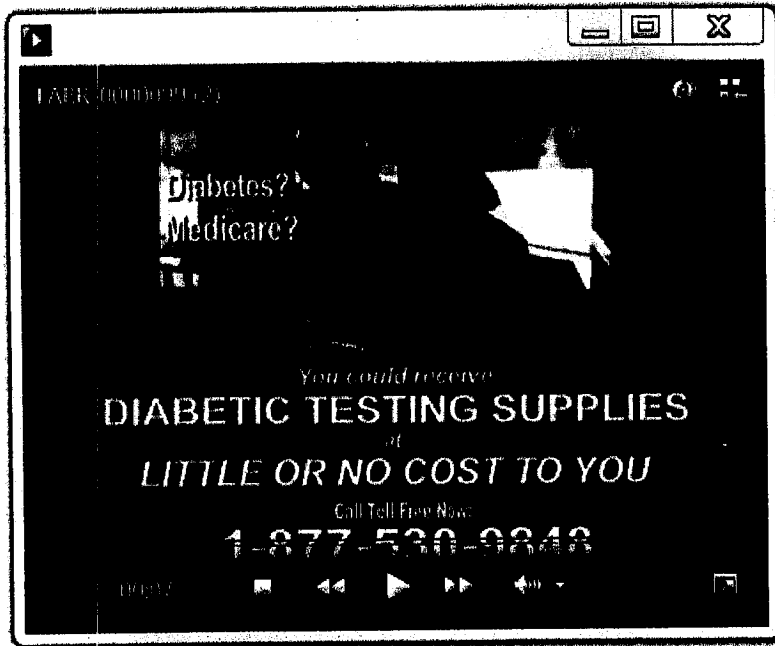 Diabetes?
Medicare?
You could receive
DIABETIC TESTING SUPPLIES
at
LITTLE OR NO COST TO YOU
Call Toll Free Now:
1-877-530-9848